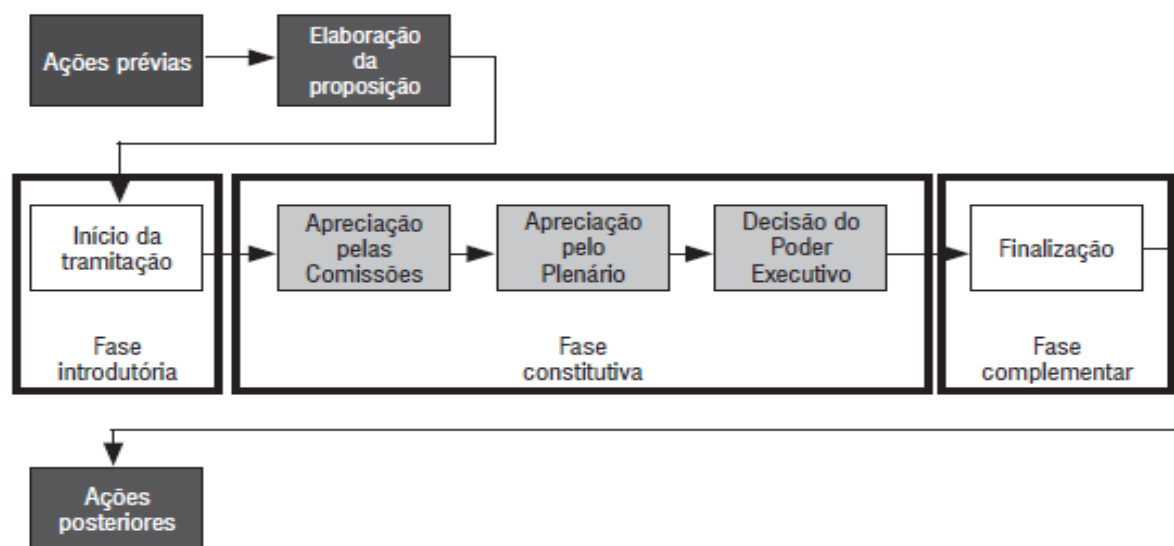 Ações prévias
Elaboração
da
proposição
Início da
tramitação
Fase
introdutória
Apreciação
pelas
Comissões
Apreciação
pelo
Plenário
Decisão do
Poder
Executivo
Fase
constitutiva
Finalização
Fase
complementar
Ações
posteriores